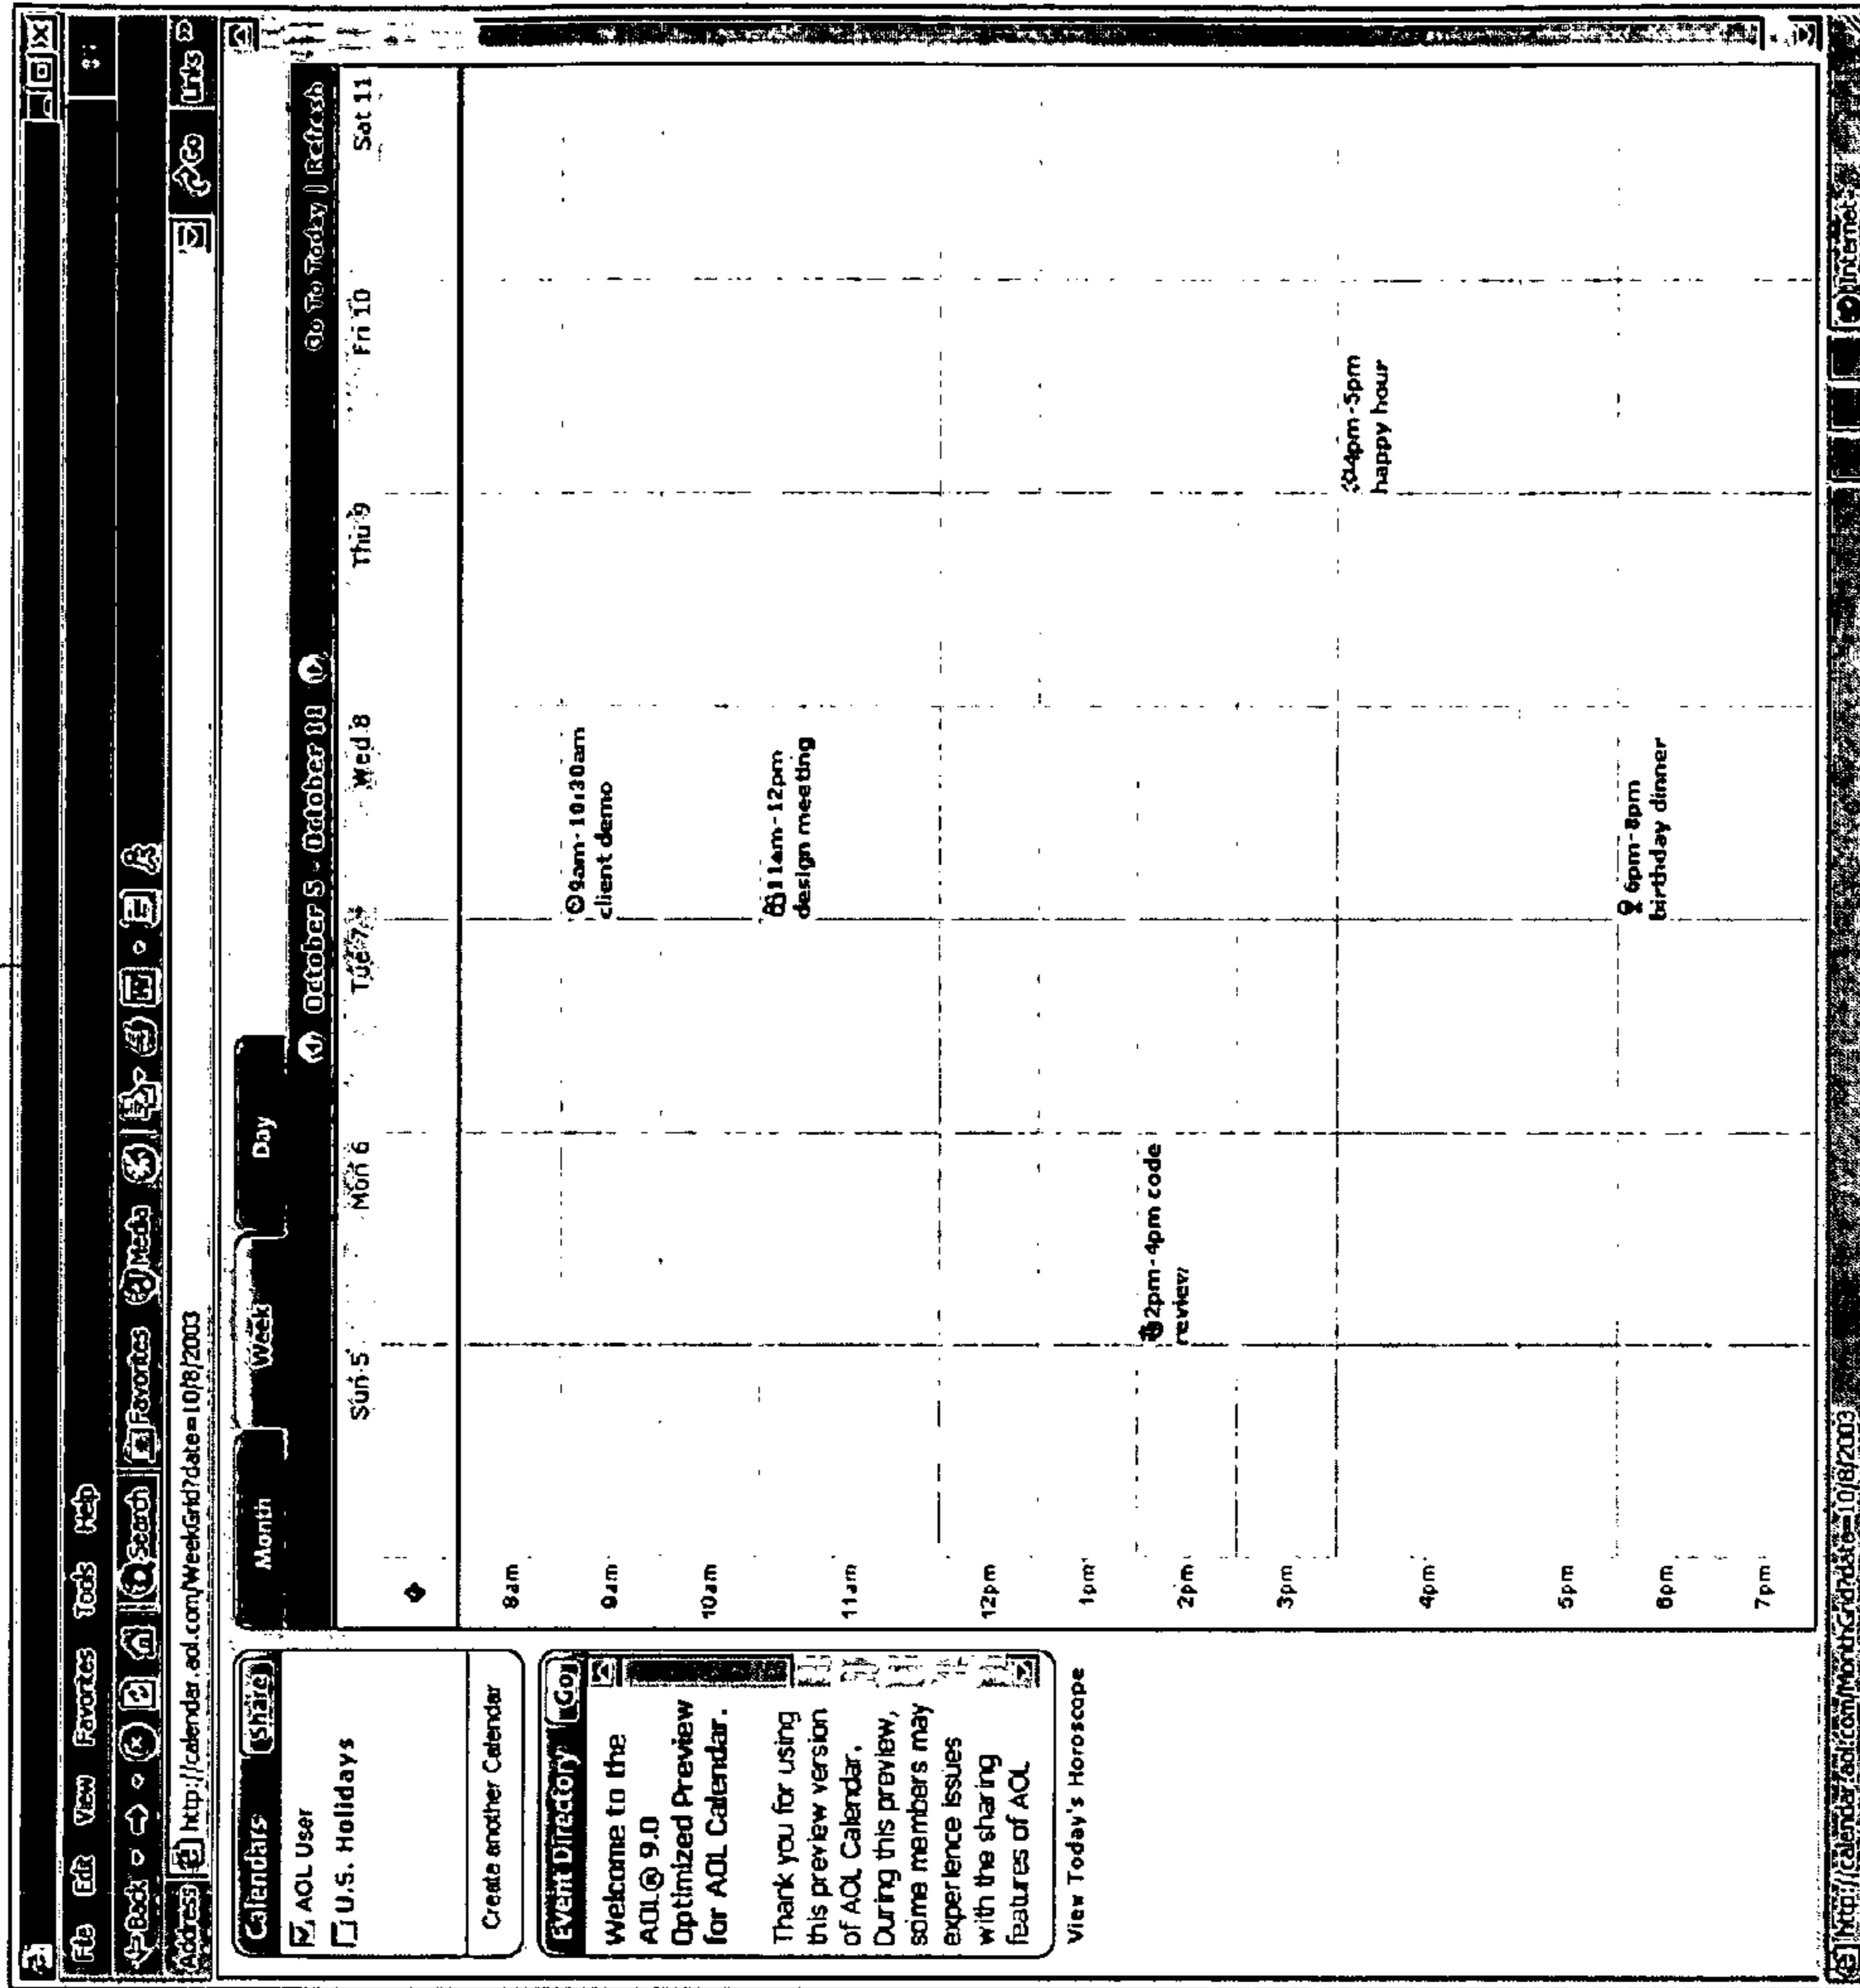 File Edit View Favorites Tools Help
Back Search Favorites Media
Address http://calendar.aol.com/WeekGrid?date=10/8/2003 Go Links »
Calendars Share
AOL User
U.S. Holidays
Create another Calendar
Event Directory Go
Welcome to the
AOL® 9.0
Optimized Preview
for AOL Calendar.
Thank you for using
this preview version
of AOL Calendar.
During this preview,
some members may
experience issues
with the sharing
features of AOL
View Today's Horoscope
Month Week Day
October 5 - October 11 Go To Today | Refresh
Sun 5 Mon 6 Tue 7 Wed 8 Thu 9 Fri 10 Sat 11
8am
9am
9am-10:30am
client demo
10am
11am
11am-12pm
design meeting
12pm
1pm
2pm
2pm-4pm code
review
3pm
4pm
4pm-5pm
happy hour
5pm
6pm
6pm-8pm
birthday dinner
7pm
http://calendar.aol.com/MonthGrid?date=10/8/2003 Internet